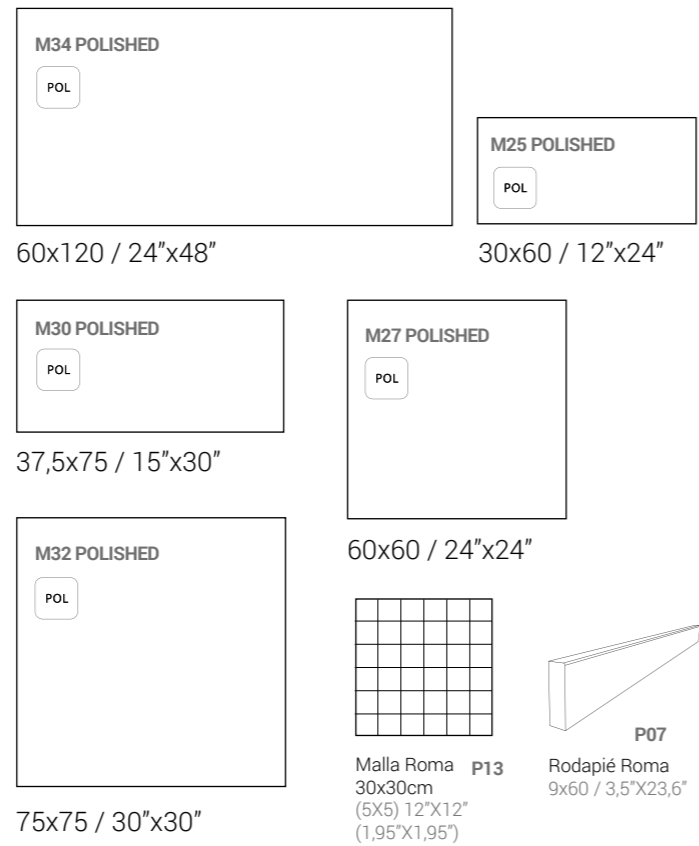 M34 POLISHED
POL
60x120 / 24”x48”
M25 POLISHED
POL
30x60 / 12”x24”
M30 POLISHED
POL
37,5x75 / 15”x30”
M27 POLISHED
POL
60x60 / 24”x24”
M32 POLISHED
POL
75x75 / 30”x30”
Malla Roma P13
30x30cm
(5X5) 12”X12”
(1,95”X1,95”)
P07
Rodapié Roma
9x60 / 3,5”X23,6”